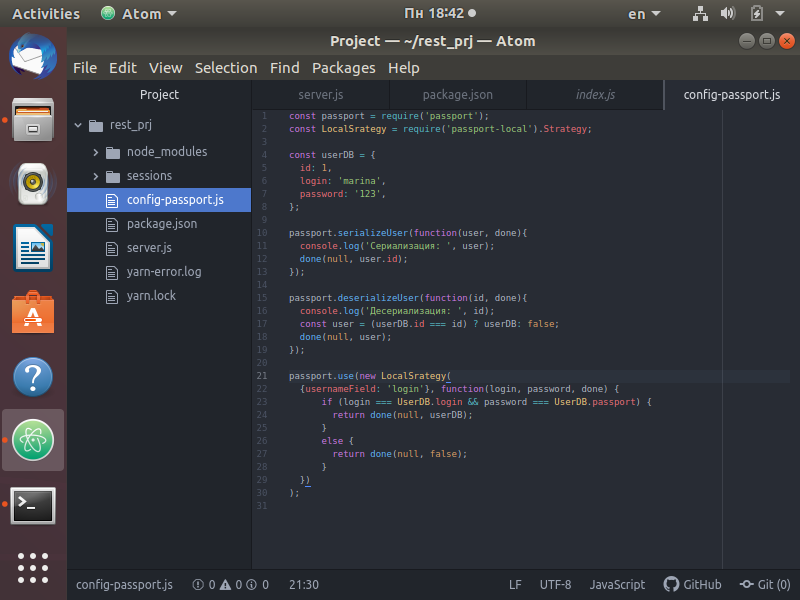 Activities Atom Пн 18:42 en
Project — ~/rest_prj — Atom
File Edit View Selection Find Packages Help
Project
rest_prj
node_modules
sessions
config-passport.js
package.json
server.js
yarn-error.log
yarn.lock
server.js package.json index.js config-passport.js
1 const passport = require('passport');
2 const LocalSrategy = require('passport-local').Strategy;
3
4 const userDB = {
5 id: 1,
6 login: 'marina',
7 password: '123',
8 };
9
10 passport.serializeUser(function(user, done){
11 console.log('Сериализация: ', user);
12 done(null, user.id);
13 });
14
15 passport.deserializeUser(function(id, done){
16 console.log('Десериализация: ', id);
17 const user = (userDB.id === id) ? userDB: false;
18 done(null, user);
19 });
20
21 passport.use(new LocalSrategy(
22 {usernameField: 'login'}, function(login, password, done) {
23 if (login === UserDB.login && password === UserDB.passport) {
24 return done(null, userDB);
25 }
26 else {
27 return done(null, false);
28 }
29 })
30 );
31
config-passport.js 0 0 0 21:30 LF UTF-8 JavaScript GitHub Git (0)